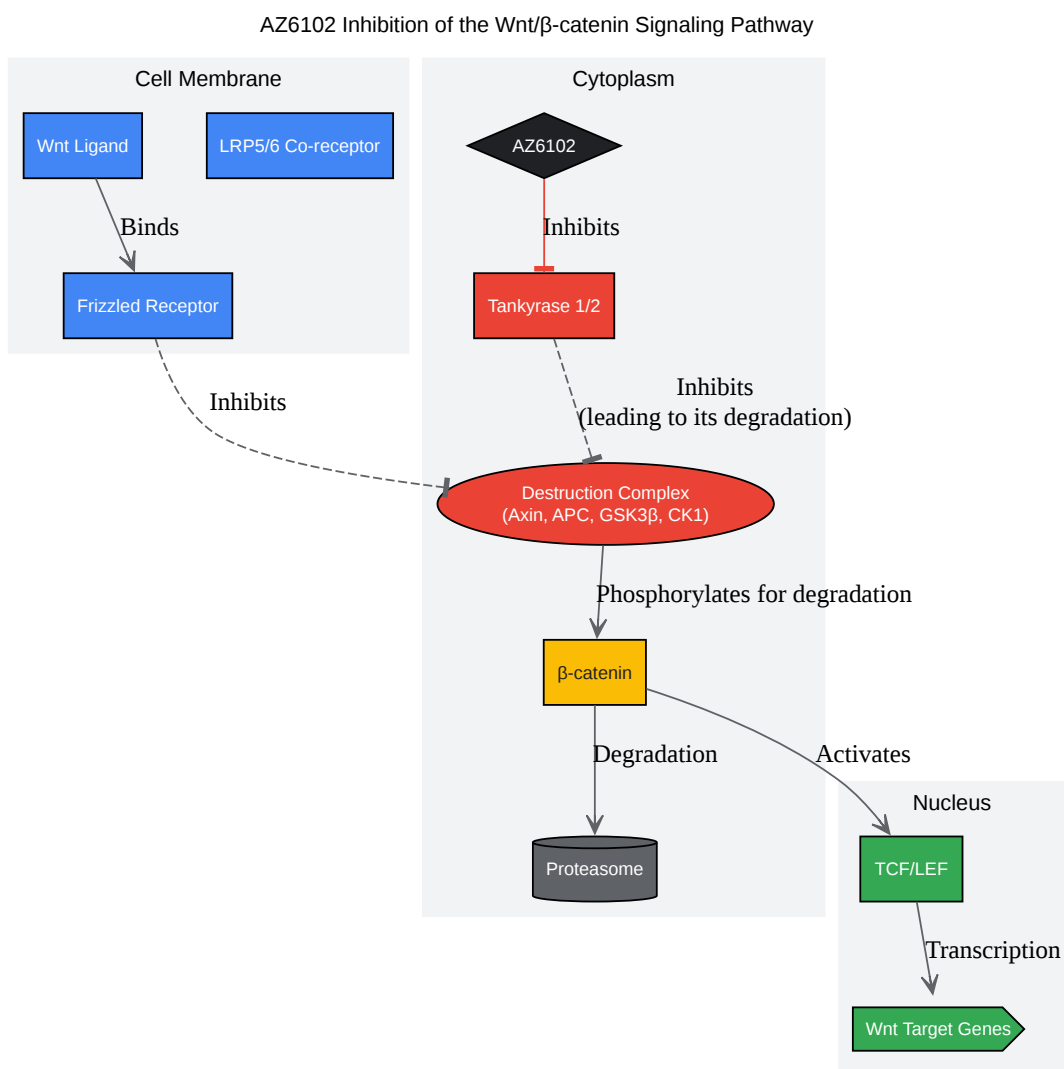 AZ6102 Inhibition of the Wnt/β-catenin Signaling Pathway
Cell Membrane
Wnt Ligand
LRP5/6 Co-receptor
Binds
Frizzled Receptor
Inhibits
Cytoplasm
AZ6102
Inhibits
Tankyrase 1/2
Inhibits
(leading to its degradation)
Destruction Complex
(Axin, APC, GSK3β, CK1)
Phosphorylates for degradation
β-catenin
Degradation
Activates
Proteasome
Nucleus
TCF/LEF
Transcription
Wnt Target Genes